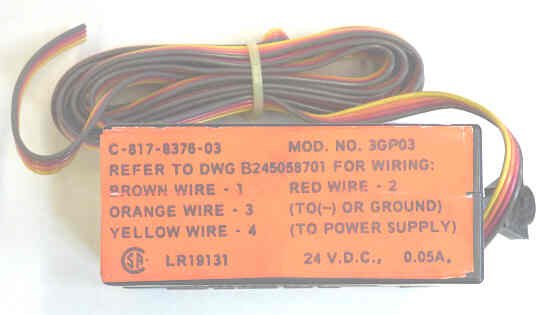 C-817-8376-03 MOD. NO. 3GP03
REFER TO DWG B245058701 FOR WIRING:
BROWN WIRE - 1 RED WIRE - 2
ORANGE WIRE - 3 (TO(-) OR GROUND)
YELLOW WIRE - 4 (TO POWER SUPPLY)
SA LR19131 24 V.D.C., 0.05A.